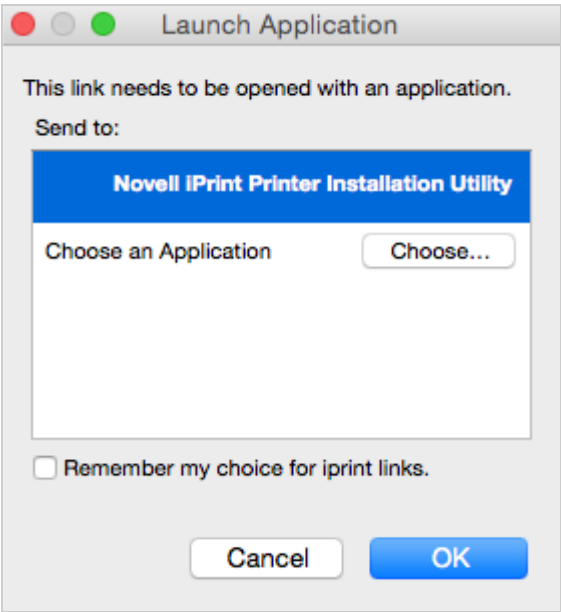 Launch Application
This link needs to be opened with an application.
Send to:
Novell iPrint Printer Installation Utility
Choose an Application
Choose...
Remember my choice for iprint links.
Cancel
OK